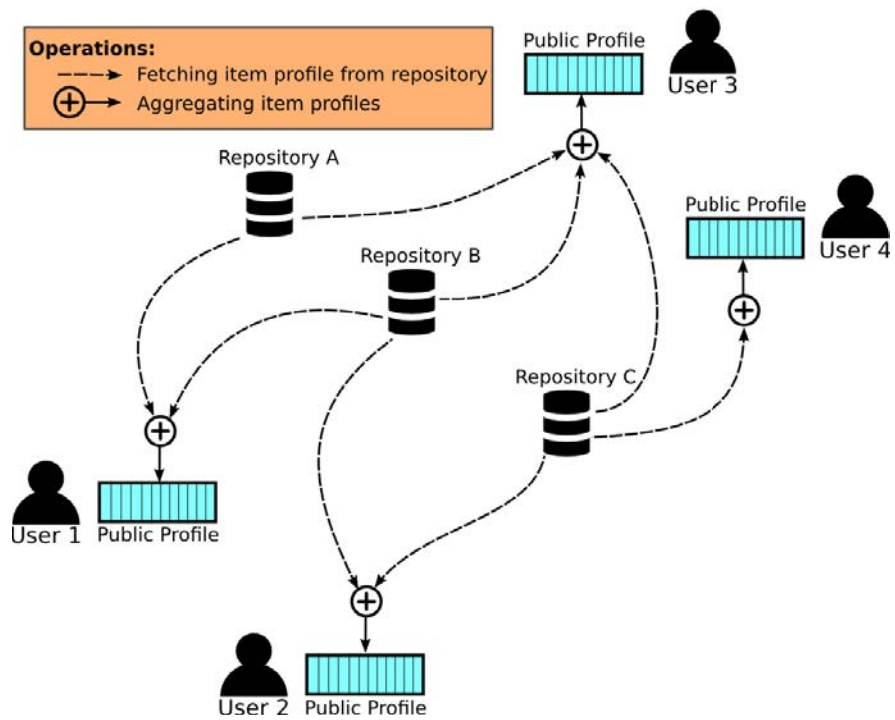 Operations:
Fetching item profile from repository
Aggregating item profiles
Public Profile
User 3
Repository A
Public Profile
User 4
Repository B
Repository C
User 1
Public Profile
User 2
Public Profile